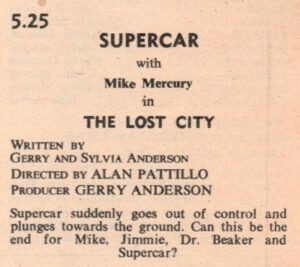 5.25
SUPERCAR
with
Mike Mercury
in
THE LOST CITY
WRITTEN BY
GERRY AND SYLVIA ANDERSON
DIRECTED BY ALAN PATTILLO
PRODUCER GERRY ANDERSON
Supercar suddenly goes out of control and
plunges towards the ground. Can this be the
end for Mike, Jimmie, Dr. Beaker and
Supercar?